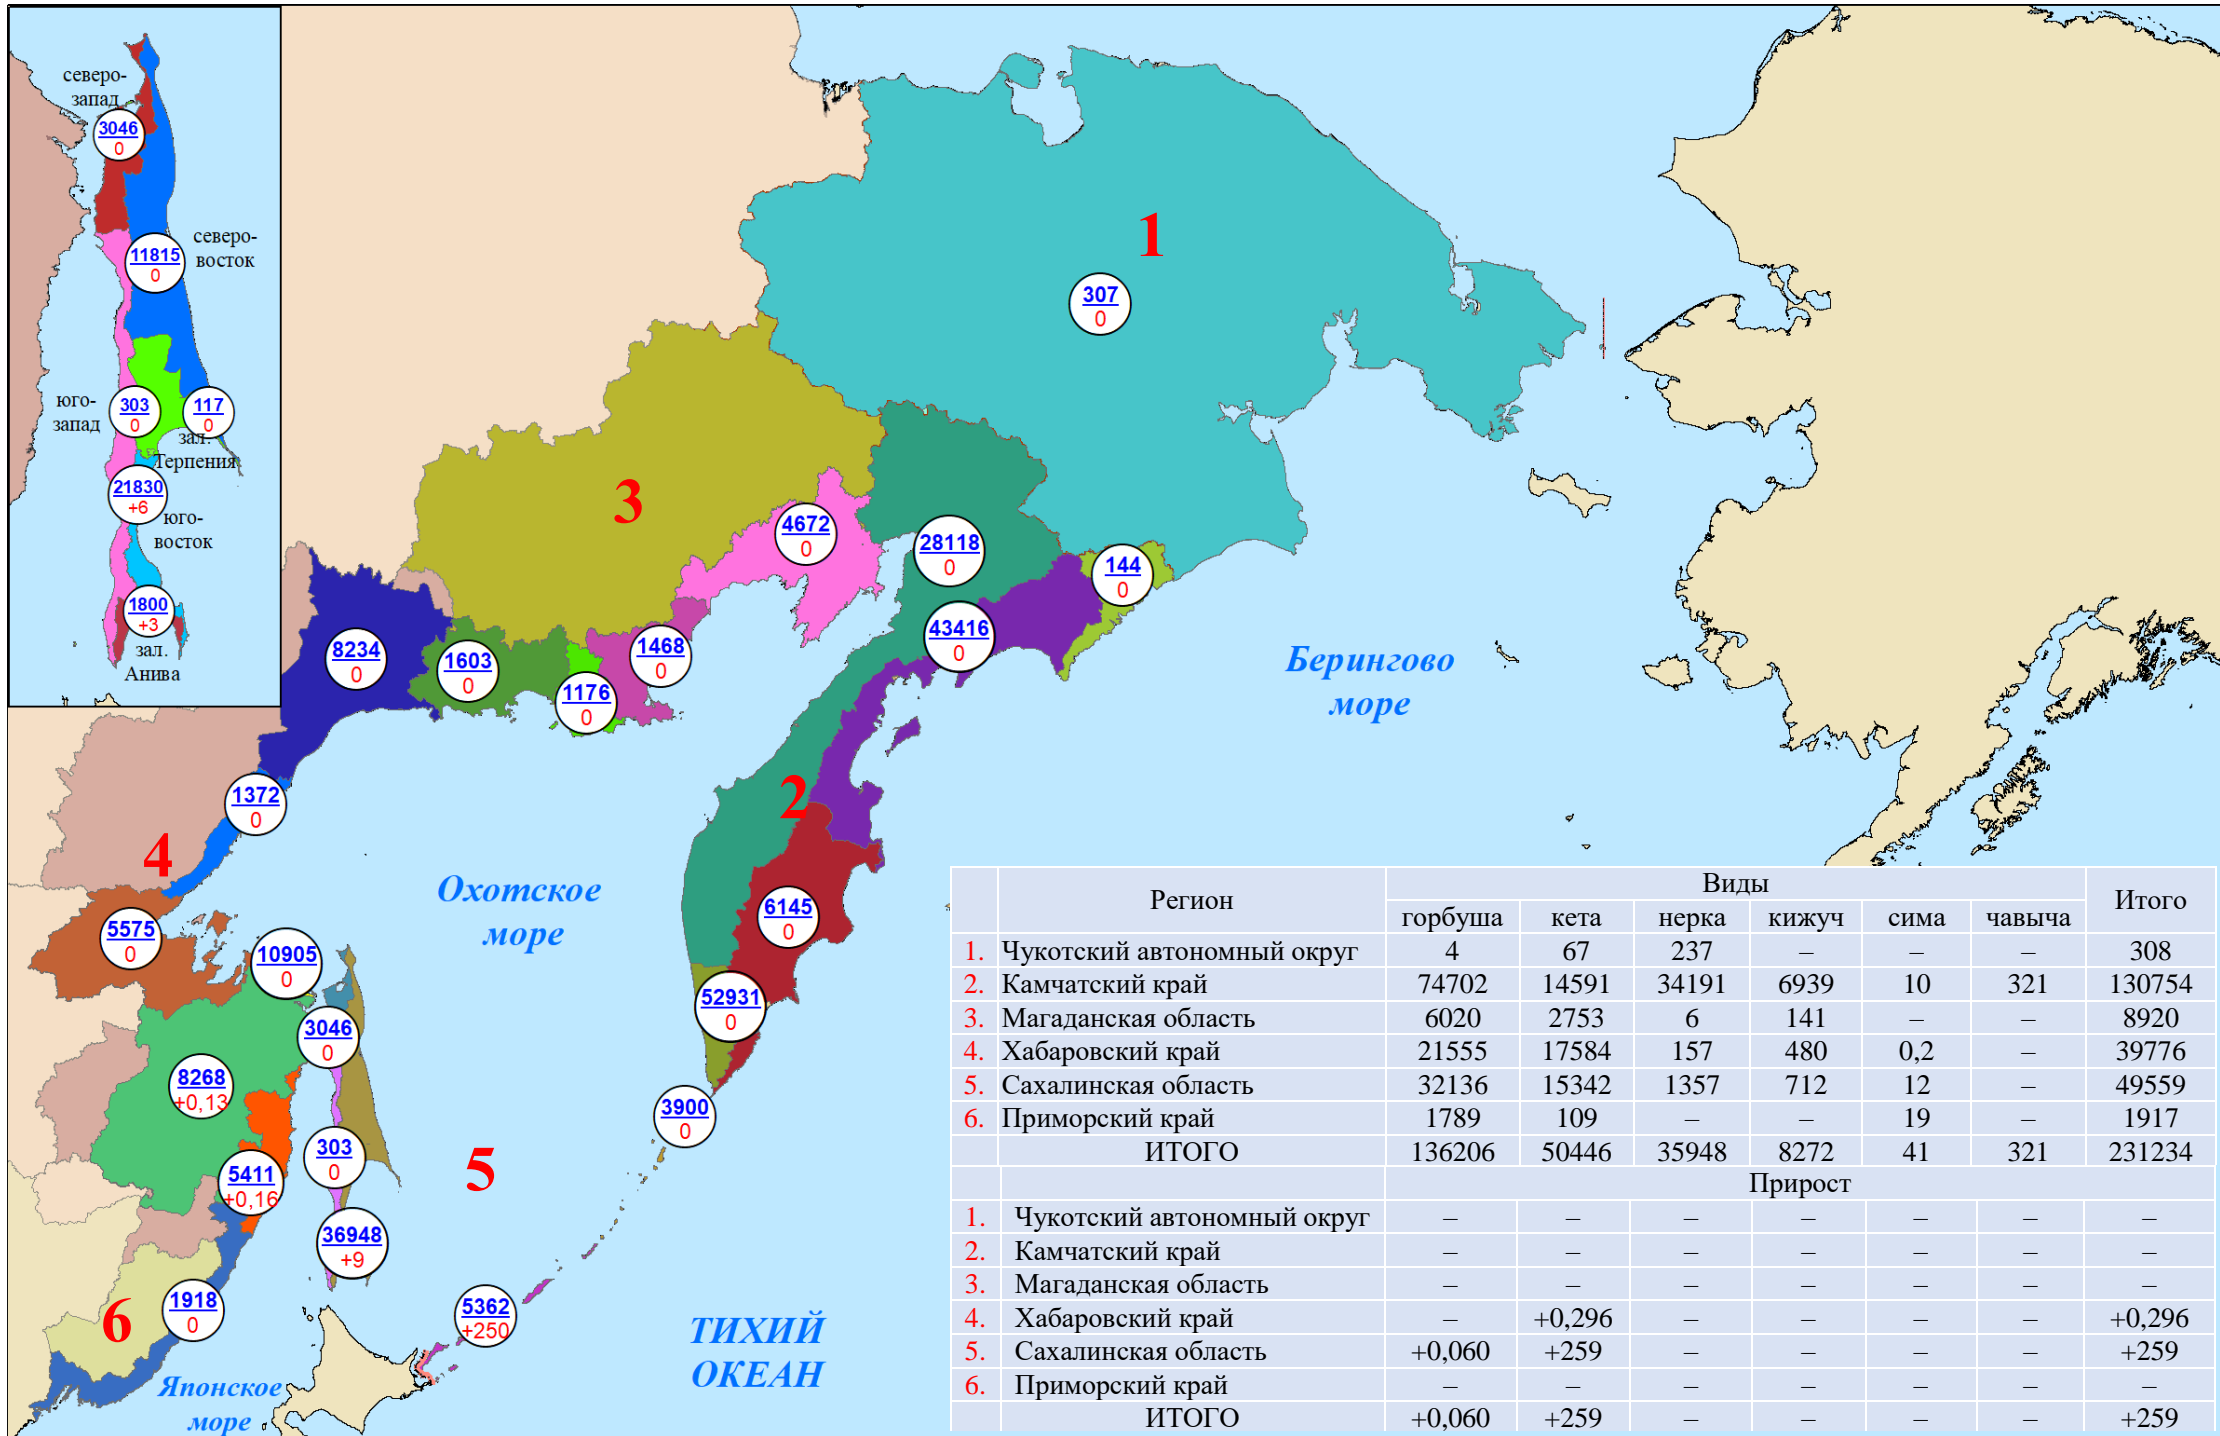 северо-
запад
3046
0
северо-
восток
11815
0
юго-
запад
303
0
117
0
зал.
Терпения
21830
+6
юго-
восток
1800
+3
зал.
Анива
1
307
0
3
4672
0
28118
0
144
0
43416
0
8234
0
1603
0
1176
0
1468
0
Берингово
море
2
1372
0
4
Охотское
море
6145
0
5575
0
10905
0
52931
0
3046
0
8268
+0,13
3900
0
303
0
5
5411
+0,16
36948
+9
6
1918
0
5362
+250
ТИХИЙ
ОКЕАН
Японское
море
Регион Виды Итого
горбуша кета нерка кижуч сима чавыча
1. Чукотский автономный округ 4 67 237 – – – 308
2. Камчатский край 74702 14591 34191 6939 10 321 130754
3. Магаданская область 6020 2753 6 141 – – 8920
4. Хабаровский край 21555 17584 157 480 0,2 – 39776
5. Сахалинская область 32136 15342 1357 712 12 – 49559
6. Приморский край 1789 109 – – 19 – 1917
ИТОГО 136206 50446 35948 8272 41 321 231234
Прирост
1. Чукотский автономный округ – – – – – – –
2. Камчатский край – – – – – – –
3. Магаданская область – – – – – – –
4. Хабаровский край – +0,296 – – – – +0,296
5. Сахалинская область +0,060 +259 – – – – +259
6. Приморский край – – – – – – –
ИТОГО +0,060 +259 – – – – +259